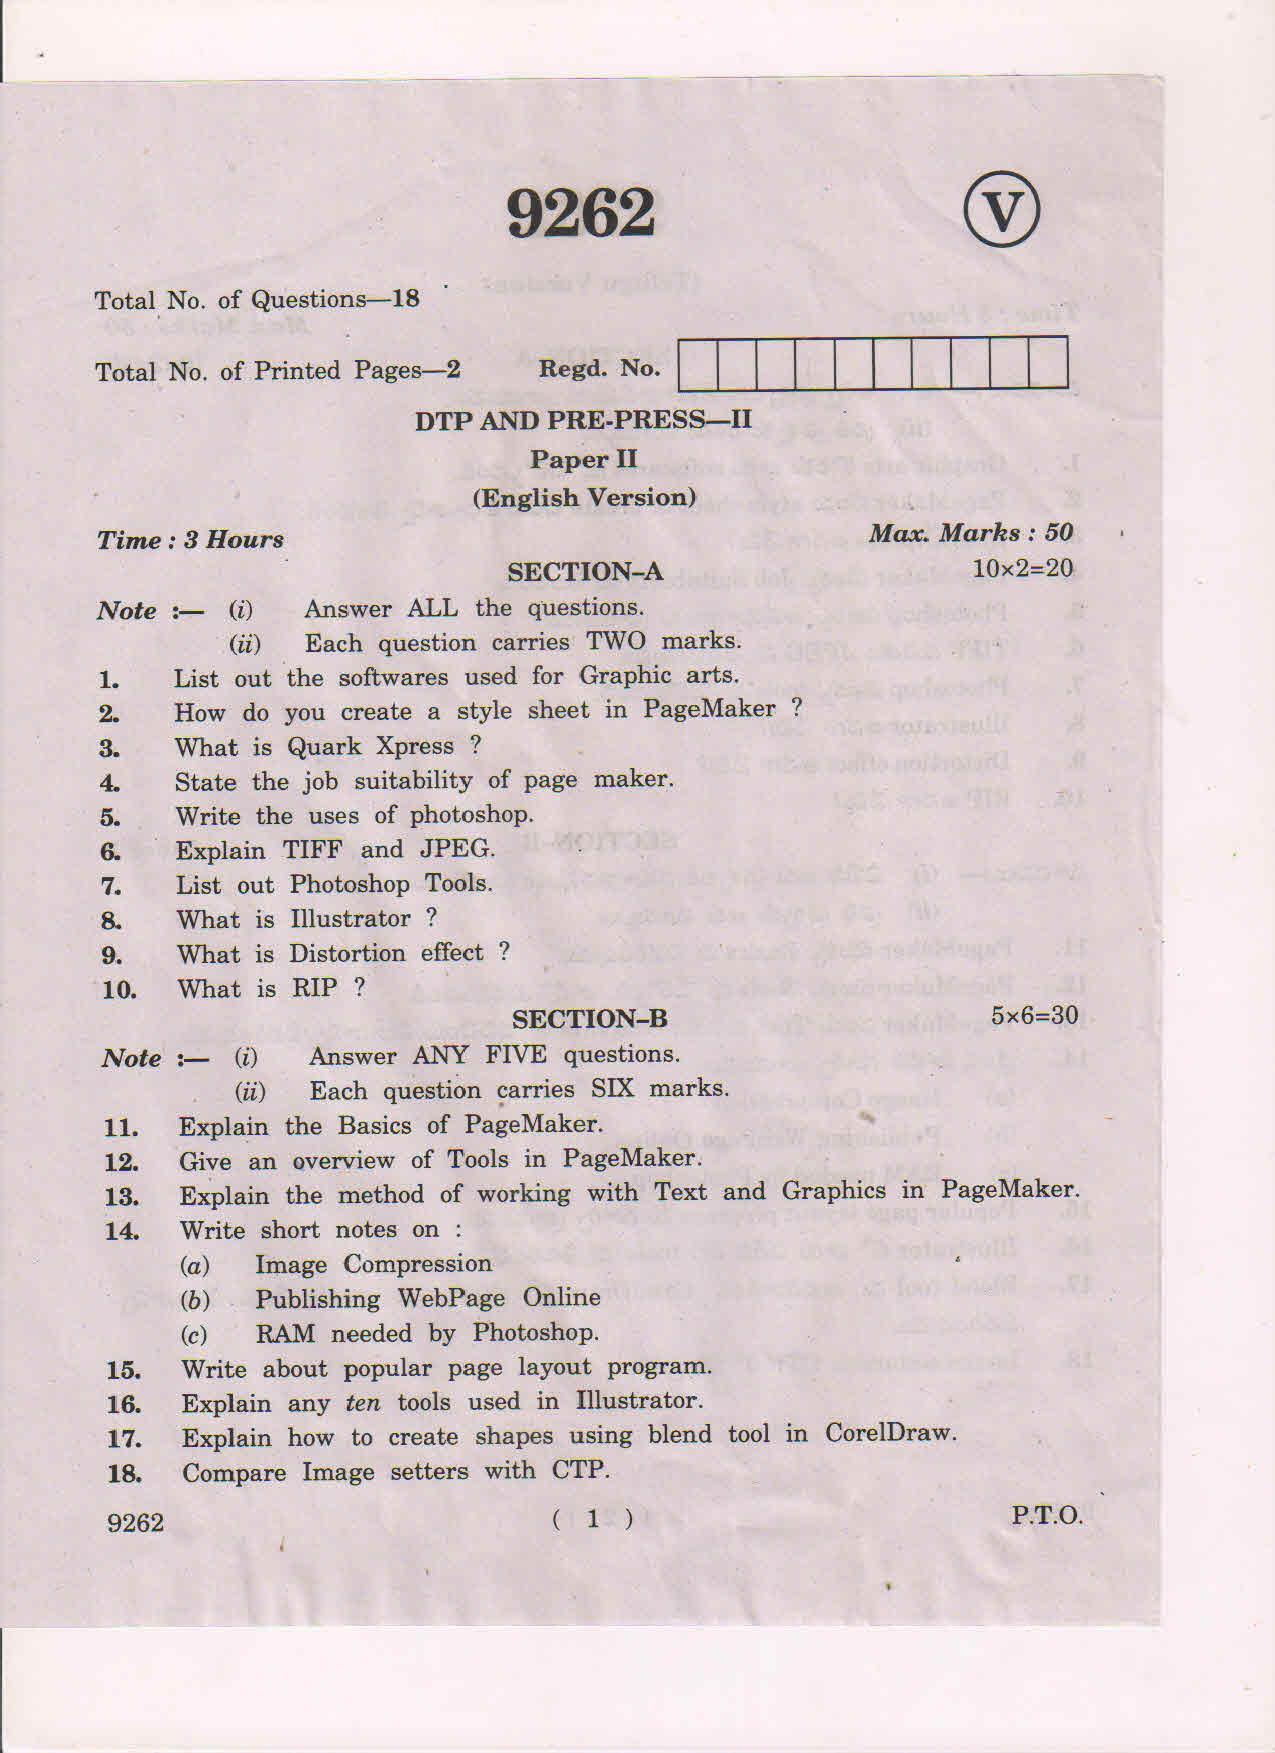 9262
V
Total No. of Questions—18
Total No. of Printed Pages—2 Regd. No.
DTP AND PRE-PRESS—II
Paper II
(English Version)
Time : 3 Hours Max. Marks : 50
SECTION–A 10×2=20
Note :— (i) Answer ALL the questions.
(ii) Each question carries TWO marks.
1. List out the softwares used for Graphic arts.
2. How do you create a style sheet in PageMaker ?
3. What is Quark Xpress ?
4. State the job suitability of page maker.
5. Write the uses of photoshop.
6. Explain TIFF and JPEG.
7. List out Photoshop Tools.
8. What is Illustrator ?
9. What is Distortion effect ?
10. What is RIP ?
SECTION–B 5×6=30
Note :— (i) Answer ANY FIVE questions.
(ii) Each question carries SIX marks.
11. Explain the Basics of PageMaker.
12. Give an overview of Tools in PageMaker.
13. Explain the method of working with Text and Graphics in PageMaker.
14. Write short notes on :
(a) Image Compression
(b) Publishing WebPage Online
(c) RAM needed by Photoshop.
15. Write about popular page layout program.
16. Explain any ten tools used in Illustrator.
17. Explain how to create shapes using blend tool in CorelDraw.
18. Compare Image setters with CTP.
9262 ( 1 ) P.T.O.